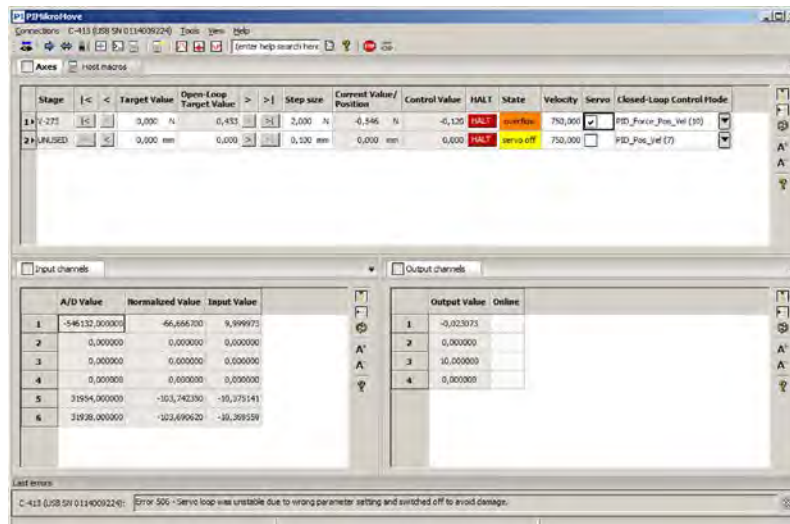 PI PIMikroMove
Connections C-413 (USB SN 0114009224) Tools View Help
[enter help search here]
Axes Host macros
Stage |< < Target Value Open-Loop Target Value > >| Step size Current Value/ Position Control Value HALT State Velocity Servo Closed-Loop Control Mode
1 V-273 |< < 0,000 N 0,433 > >| 2,000 N -0,546 N -0,120 HALT overflow 750,000 PID_Force_Pos_Vel (10)
2 UNUSED < 0,000 mm 0,000 > >| 0,100 mm 0,000 mm 0,000 HALT servo off 750,000 PID_Pos_Vel (7)
Input channels
A/D Value Normalized Value Input Value
1 -546132,000000 -66,666700 9,999973
2 0,000000 0,000000 0,000000
3 0,000000 0,000000 0,000000
4 0,000000 0,000000 0,000000
5 31954,000000 -103,742350 -10,375141
6 31938,000000 -103,690620 -10,369559
Output channels
Output Value Online
1 -0,023073
2 0,000000
3 10,000000
4 0,000000
Last errors
C-413 (USB SN 0114009224): Error 506 - Servo loop was unstable due to wrong parameter setting and switched off to avoid damage.